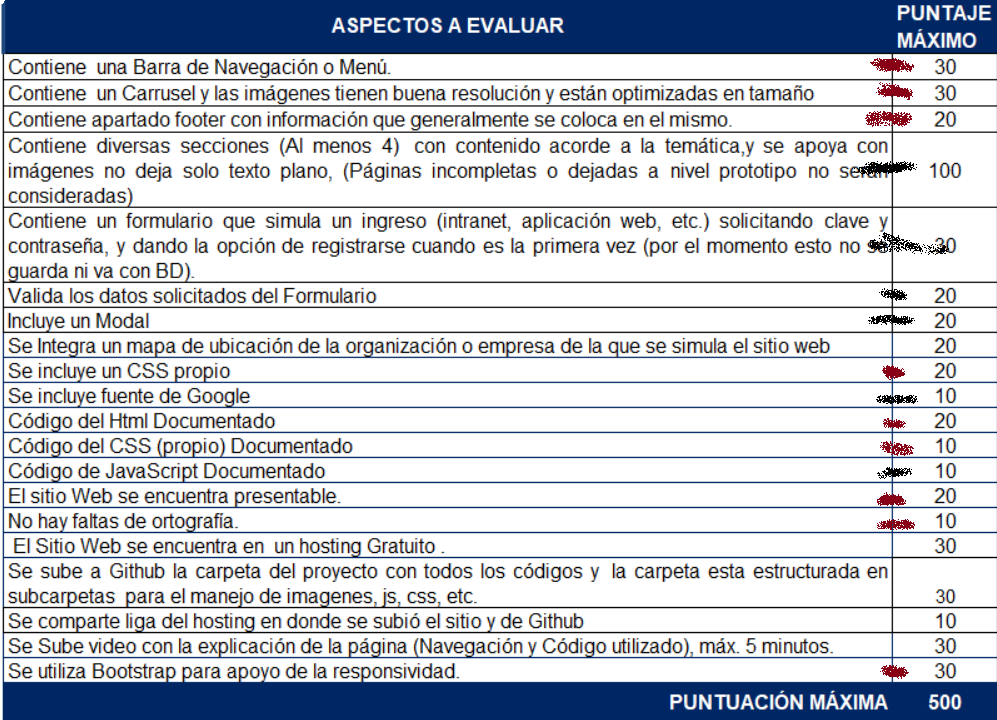 ASPECTOS A EVALUAR PUNTAJE
MÁXIMO
Contiene una Barra de Navegación o Menú. 30
Contiene un Carrusel y las imágenes tienen buena resolución y están optimizadas en tamaño 30
Contiene apartado footer con información que generalmente se coloca en el mismo. 20
Contiene diversas secciones (Al menos 4) con contenido acorde a la temática,y se apoya con
imágenes no deja solo texto plano, (Páginas incompletas o dejadas a nivel prototipo no serán 100
consideradas)
Contiene un formulario que simula un ingreso (intranet, aplicación web, etc.) solicitando clave y
contraseña, y dando la opción de registrarse cuando es la primera vez (por el momento esto no se 30
guarda ni va con BD).
Valida los datos solicitados del Formulario 20
Incluye un Modal 20
Se Integra un mapa de ubicación de la organización o empresa de la que se simula el sitio web 20
Se incluye un CSS propio 20
Se incluye fuente de Google 10
Código del Html Documentado 20
Código del CSS (propio) Documentado 10
Código de JavaScript Documentado 10
El sitio Web se encuentra presentable. 20
No hay faltas de ortografía. 10
El Sitio Web se encuentra en un hosting Gratuito . 30
Se sube a Github la carpeta del proyecto con todos los códigos y la carpeta esta estructurada en
subcarpetas para el manejo de imagenes, js, css, etc. 30
Se comparte liga del hosting en donde se subió el sitio y de Github 10
Se Sube video con la explicación de la página (Navegación y Código utilizado), máx. 5 minutos. 30
Se utiliza Bootstrap para apoyo de la responsividad. 30
PUNTUACIÓN MÁXIMA 500